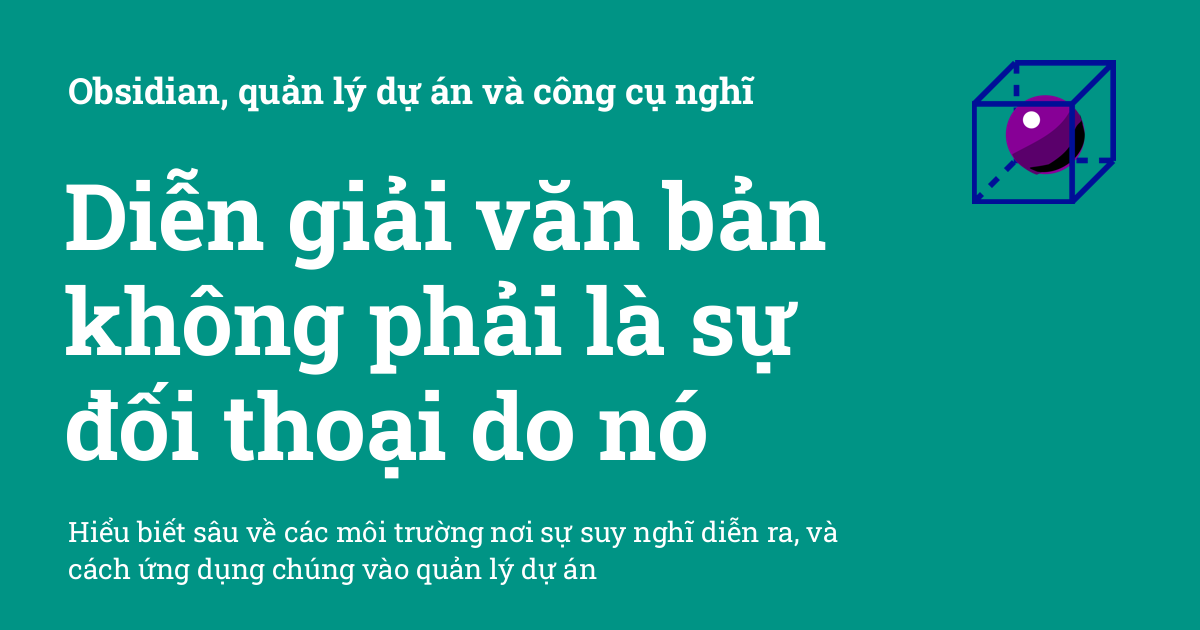 Obsidian, quản lý dự án và công cụ nghĩ
Diễn giải văn bản
không phải là sự
đối thoại do nó
Hiểu biết sâu về các môi trường nơi sự suy nghĩ diễn ra, và
cách ứng dụng chúng vào quản lý dự án